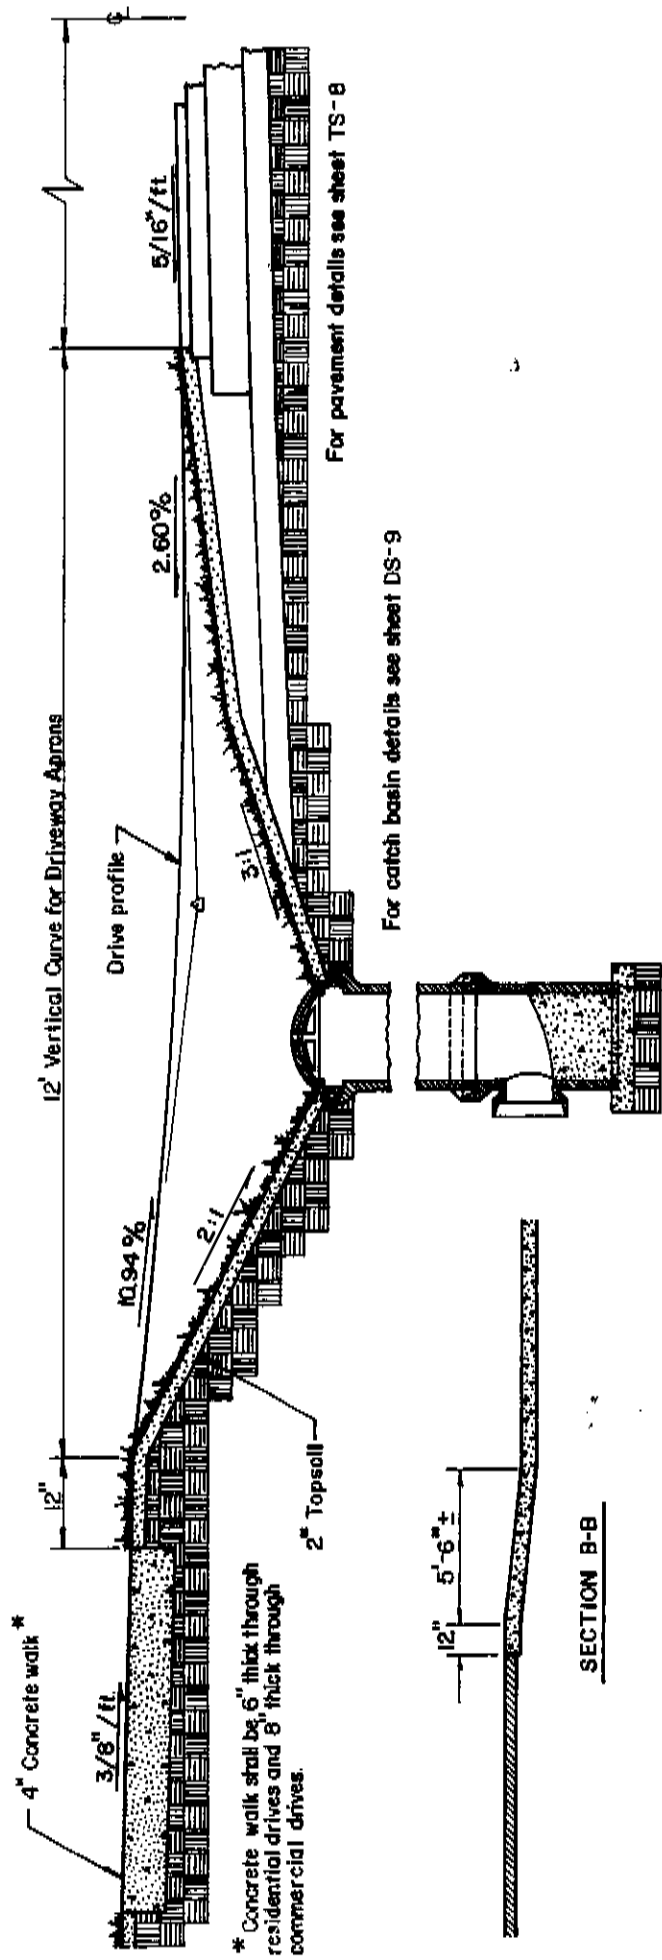 12' Vertical Curve for Driveway Aprons
12"
4" Concrete walk *
3/8" / ft.
10.94 %
Drive profile
2.60%
5/16"/ft.
2:1
3:1
2" Topsoil
* Concrete walk shall be 6" thick through
residential drives and 8" thick through
commercial drives.
For pavement details see sheet TS-8
For catch basin details see sheet DS-9
12"
5'-6" ±
SECTION B-B